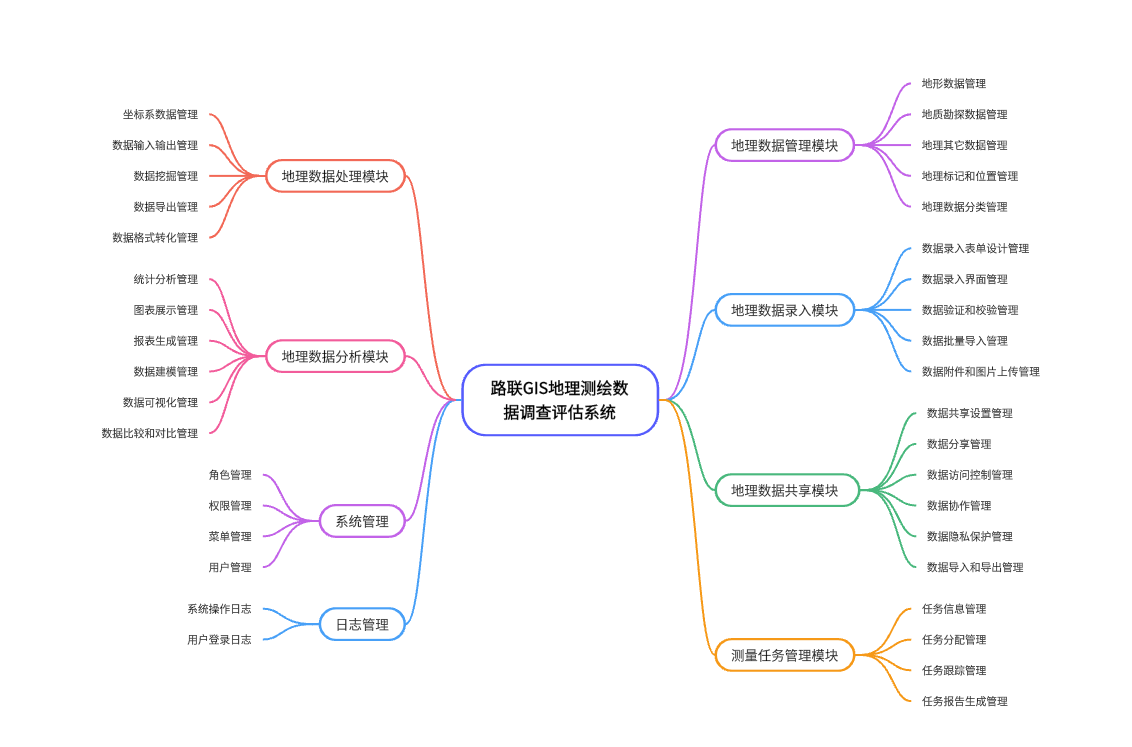 路联GIS地理测绘数
据调查评估系统
地理数据管理模块
地形数据管理
地质勘探数据管理
地理其它数据管理
地理标记和位置管理
地理数据分类管理
地理数据录入模块
数据录入表单设计管理
数据录入界面管理
数据验证和校验管理
数据批量导入管理
数据附件和图片上传管理
地理数据共享模块
数据共享设置管理
数据分享管理
数据访问控制管理
数据协作管理
数据隐私保护管理
数据导入和导出管理
测量任务管理模块
任务信息管理
任务分配管理
任务跟踪管理
任务报告生成管理
地理数据处理模块
坐标系数据管理
数据输入输出管理
数据挖掘管理
数据导出管理
数据格式转化管理
地理数据分析模块
统计分析管理
图表展示管理
报表生成管理
数据建模管理
数据可视化管理
数据比较和对比管理
系统管理
角色管理
权限管理
菜单管理
用户管理
日志管理
系统操作日志
用户登录日志